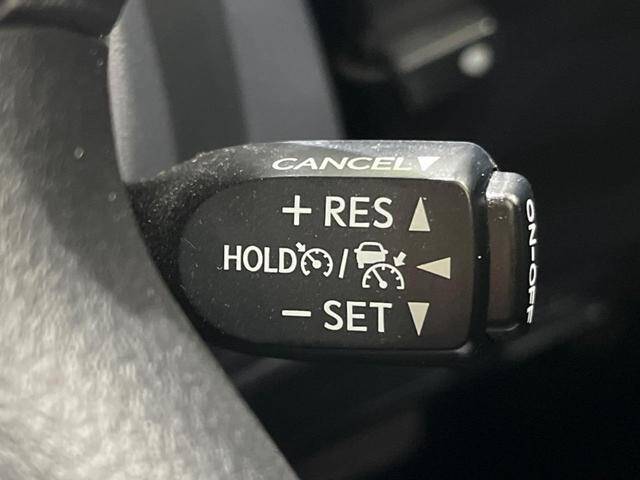 CANCEL▼
+ RES ▲
HOLD / ◀
− SET ▼
ON-OFF